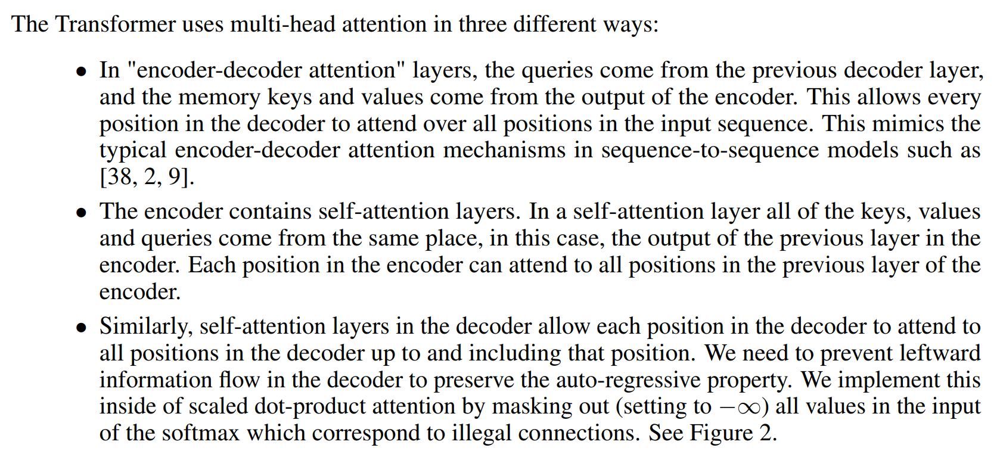 The Transformer uses multi-head attention in three different ways:
• In "encoder-decoder attention" layers, the queries come from the previous decoder layer,
and the memory keys and values come from the output of the encoder. This allows every
position in the decoder to attend over all positions in the input sequence. This mimics the
typical encoder-decoder attention mechanisms in sequence-to-sequence models such as
[38, 2, 9].
• The encoder contains self-attention layers. In a self-attention layer all of the keys, values
and queries come from the same place, in this case, the output of the previous layer in the
encoder. Each position in the encoder can attend to all positions in the previous layer of the
encoder.
• Similarly, self-attention layers in the decoder allow each position in the decoder to attend to
all positions in the decoder up to and including that position. We need to prevent leftward
information flow in the decoder to preserve the auto-regressive property. We implement this
inside of scaled dot-product attention by masking out (setting to −∞) all values in the input
of the softmax which correspond to illegal connections. See Figure 2.